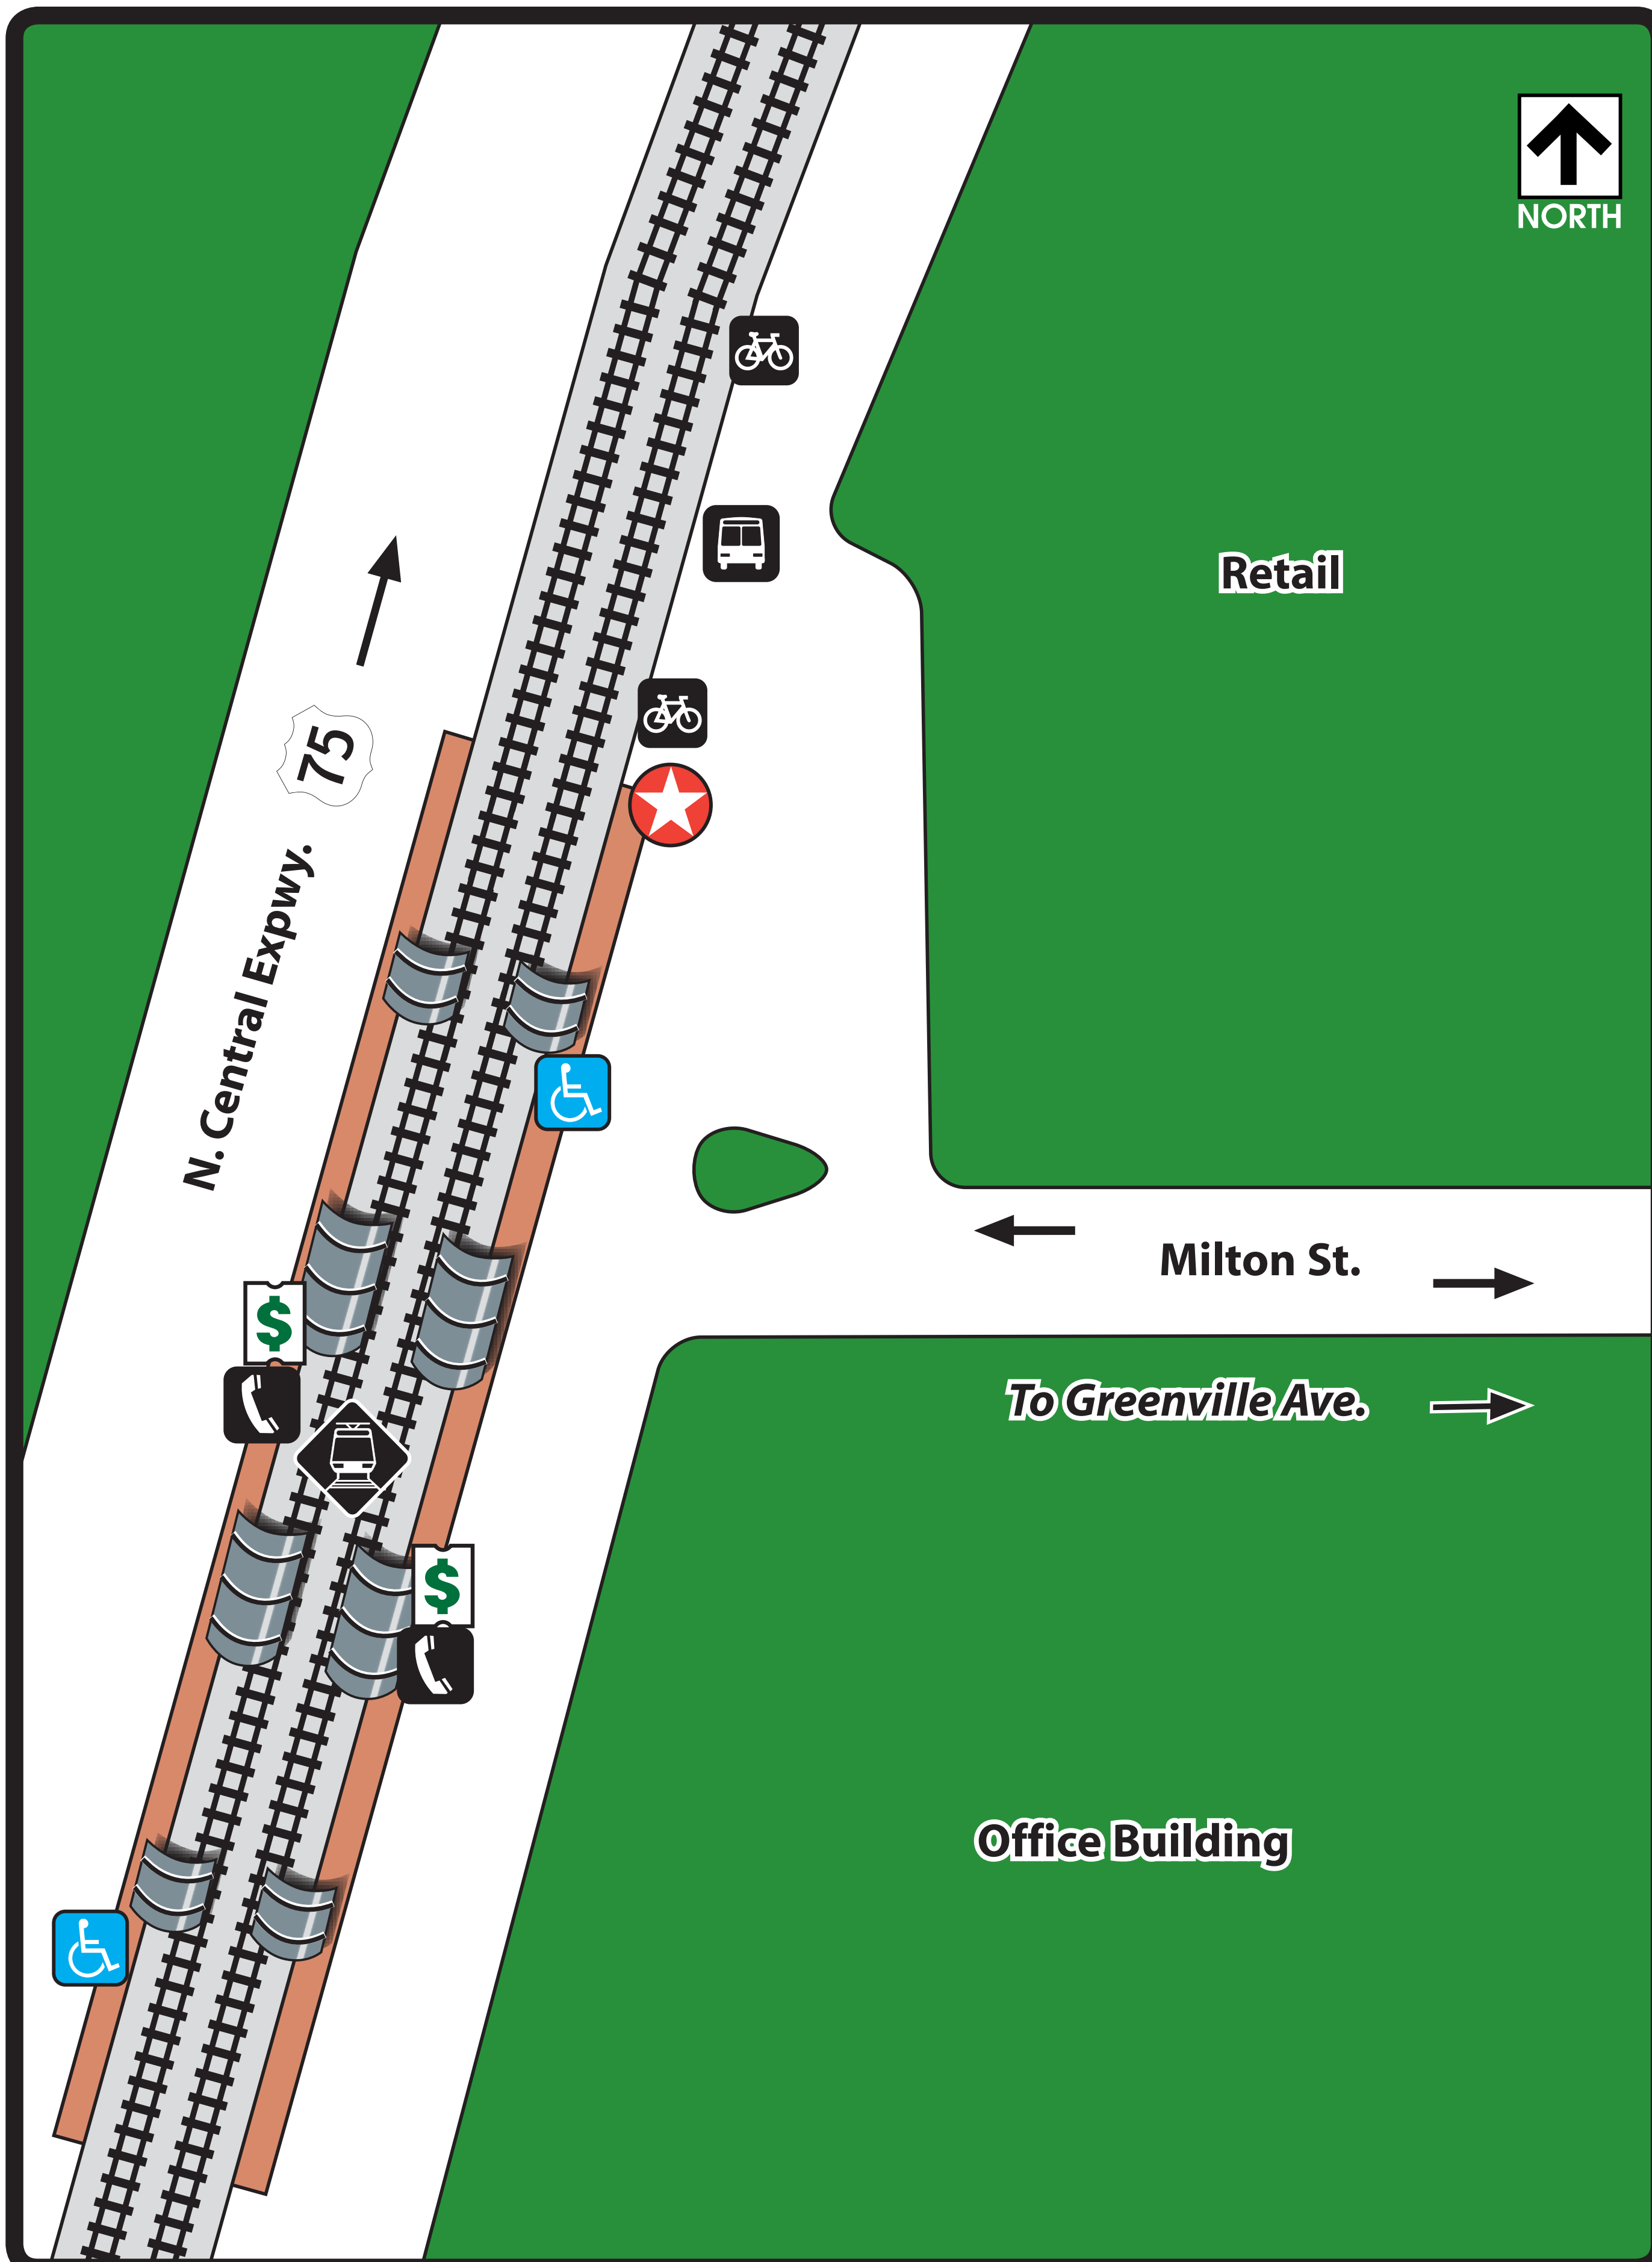 NORTH
Retail
75
N. Central Expwy.
Milton St.
$
To Greenville Ave.
$
Office Building